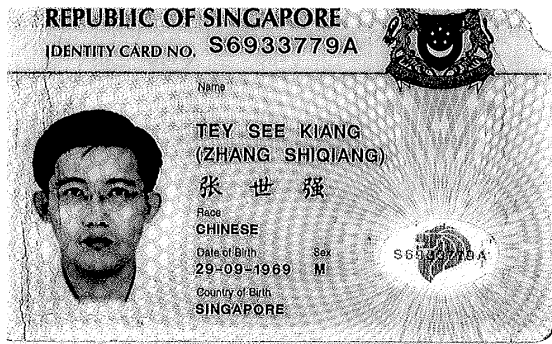 REPUBLIC OF SINGAPORE
IDENTITY CARD NO. S6933779A
Name
TEY SEE KIANG
(ZHANG SHIQIANG)
张 世 强
Race
CHINESE
Date of Birth Sex
29-09-1969 M
Country of Birth
SINGAPORE
S6933779A